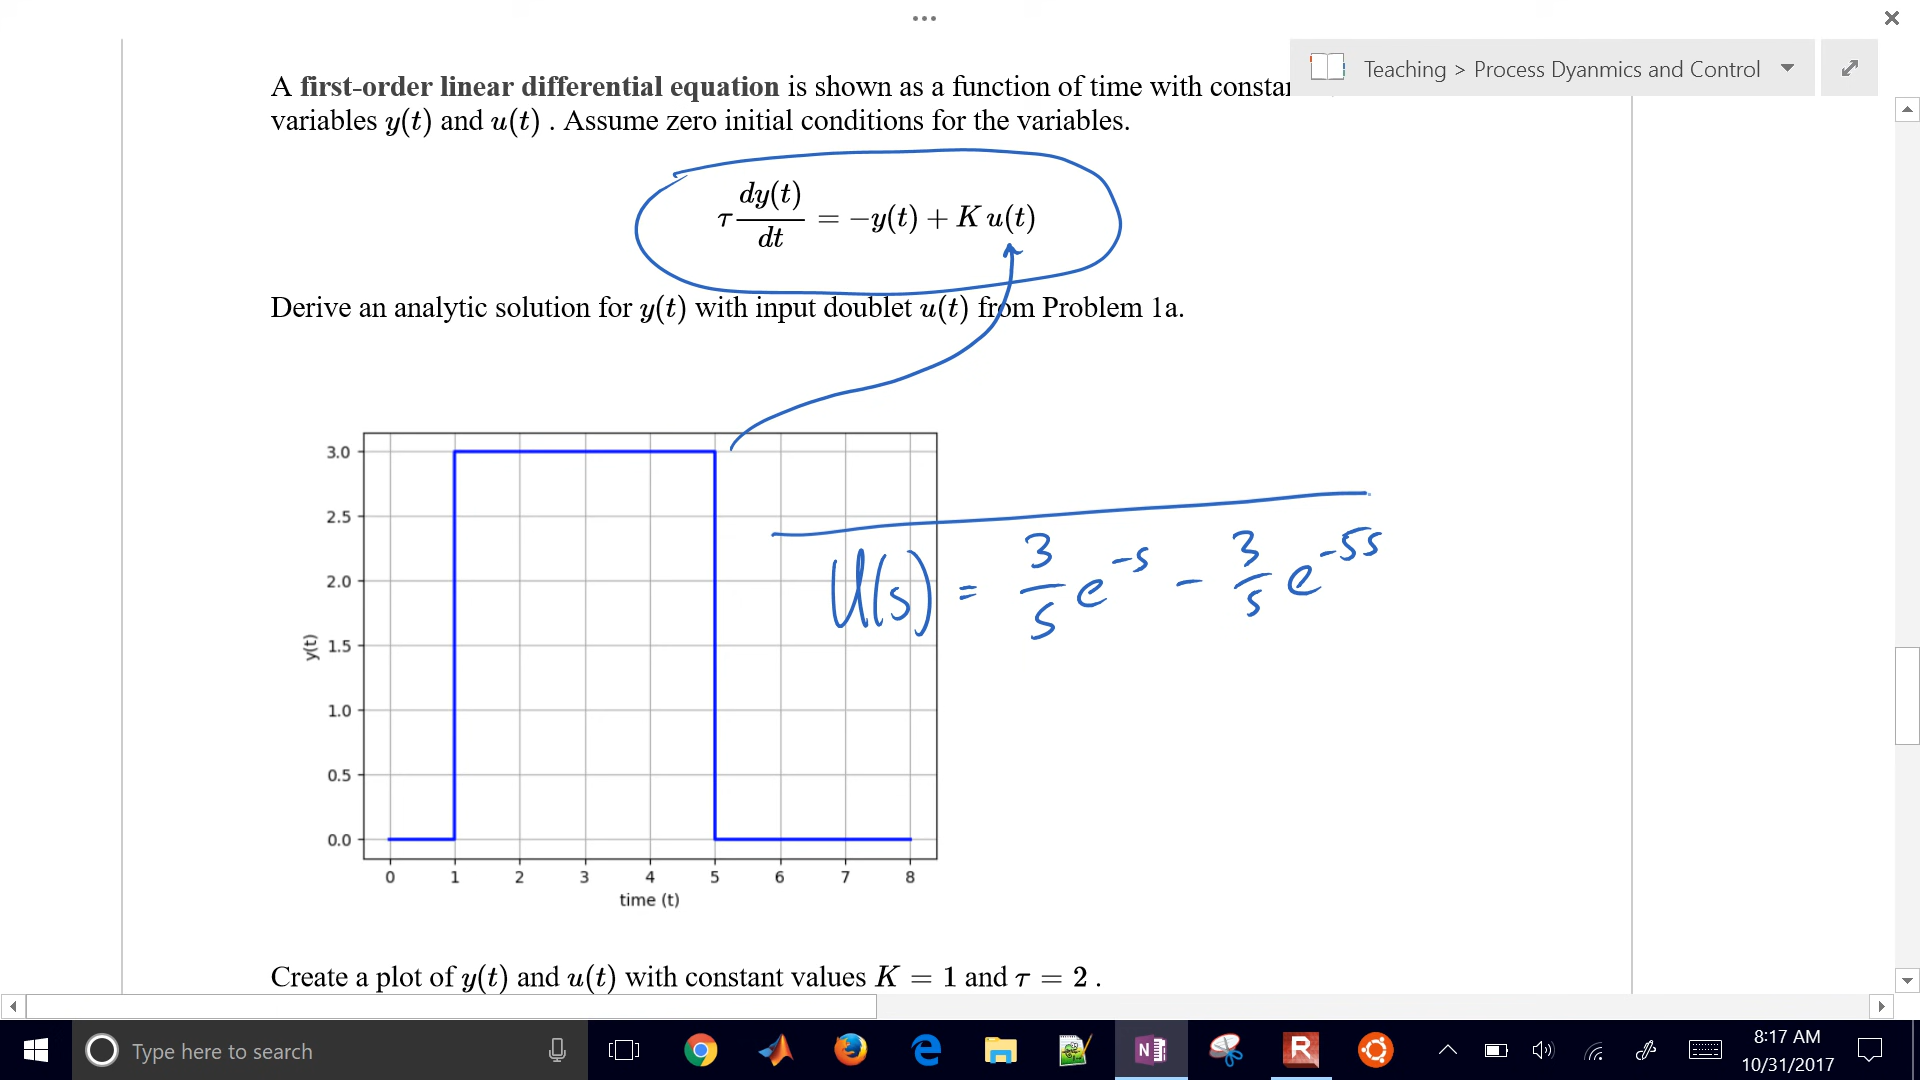 ...
Teaching > Process Dyanmics and Control
A first-order linear differential equation is shown as a function of time with constan
variables y(t) and u(t) . Assume zero initial conditions for the variables.
τ dy(t)/dt = −y(t) + K u(t)
Derive an analytic solution for y(t) with input doublet u(t) from Problem 1a.
3.0
2.5
2.0
1.5
1.0
0.5
0.0
y(t)
0 1 2 3 4 5 6 7 8
time (t)
U(s) = 3/s e^-s - 3/s e^-5s
Create a plot of y(t) and u(t) with constant values K = 1 and τ = 2 .
Type here to search
8:17 AM
10/31/2017